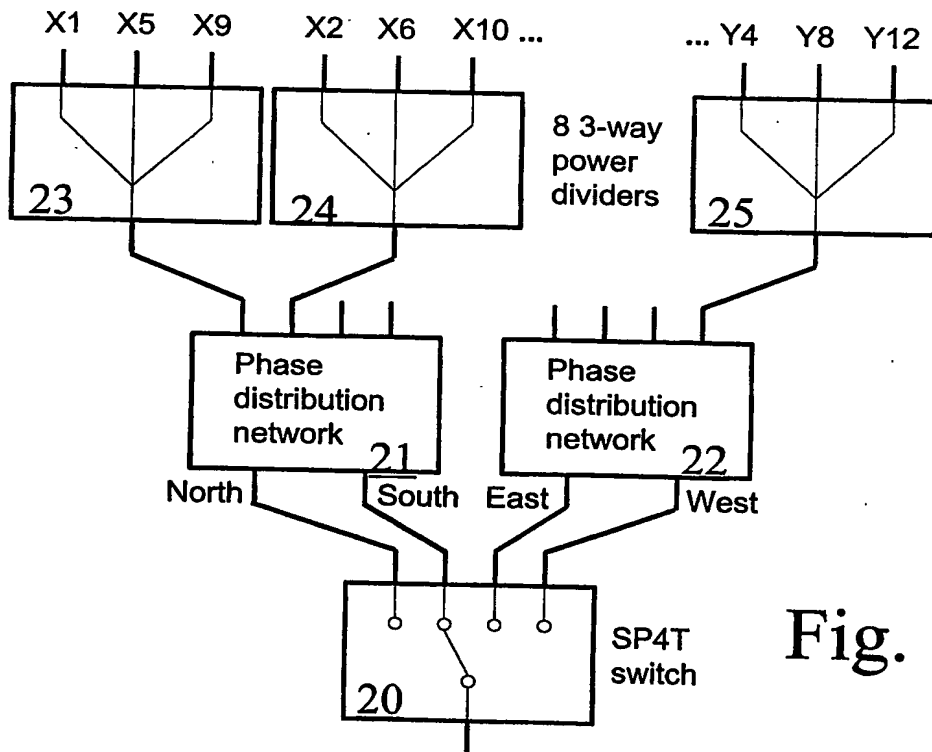 X1 X5 X9 X2 X6 X10 ... ... Y4 Y8 Y12
8 3-way
power
dividers
23 24 25
Phase
distribution
network
21
Phase
distribution
network
22
North South East West
SP4T
switch
20
Fig.